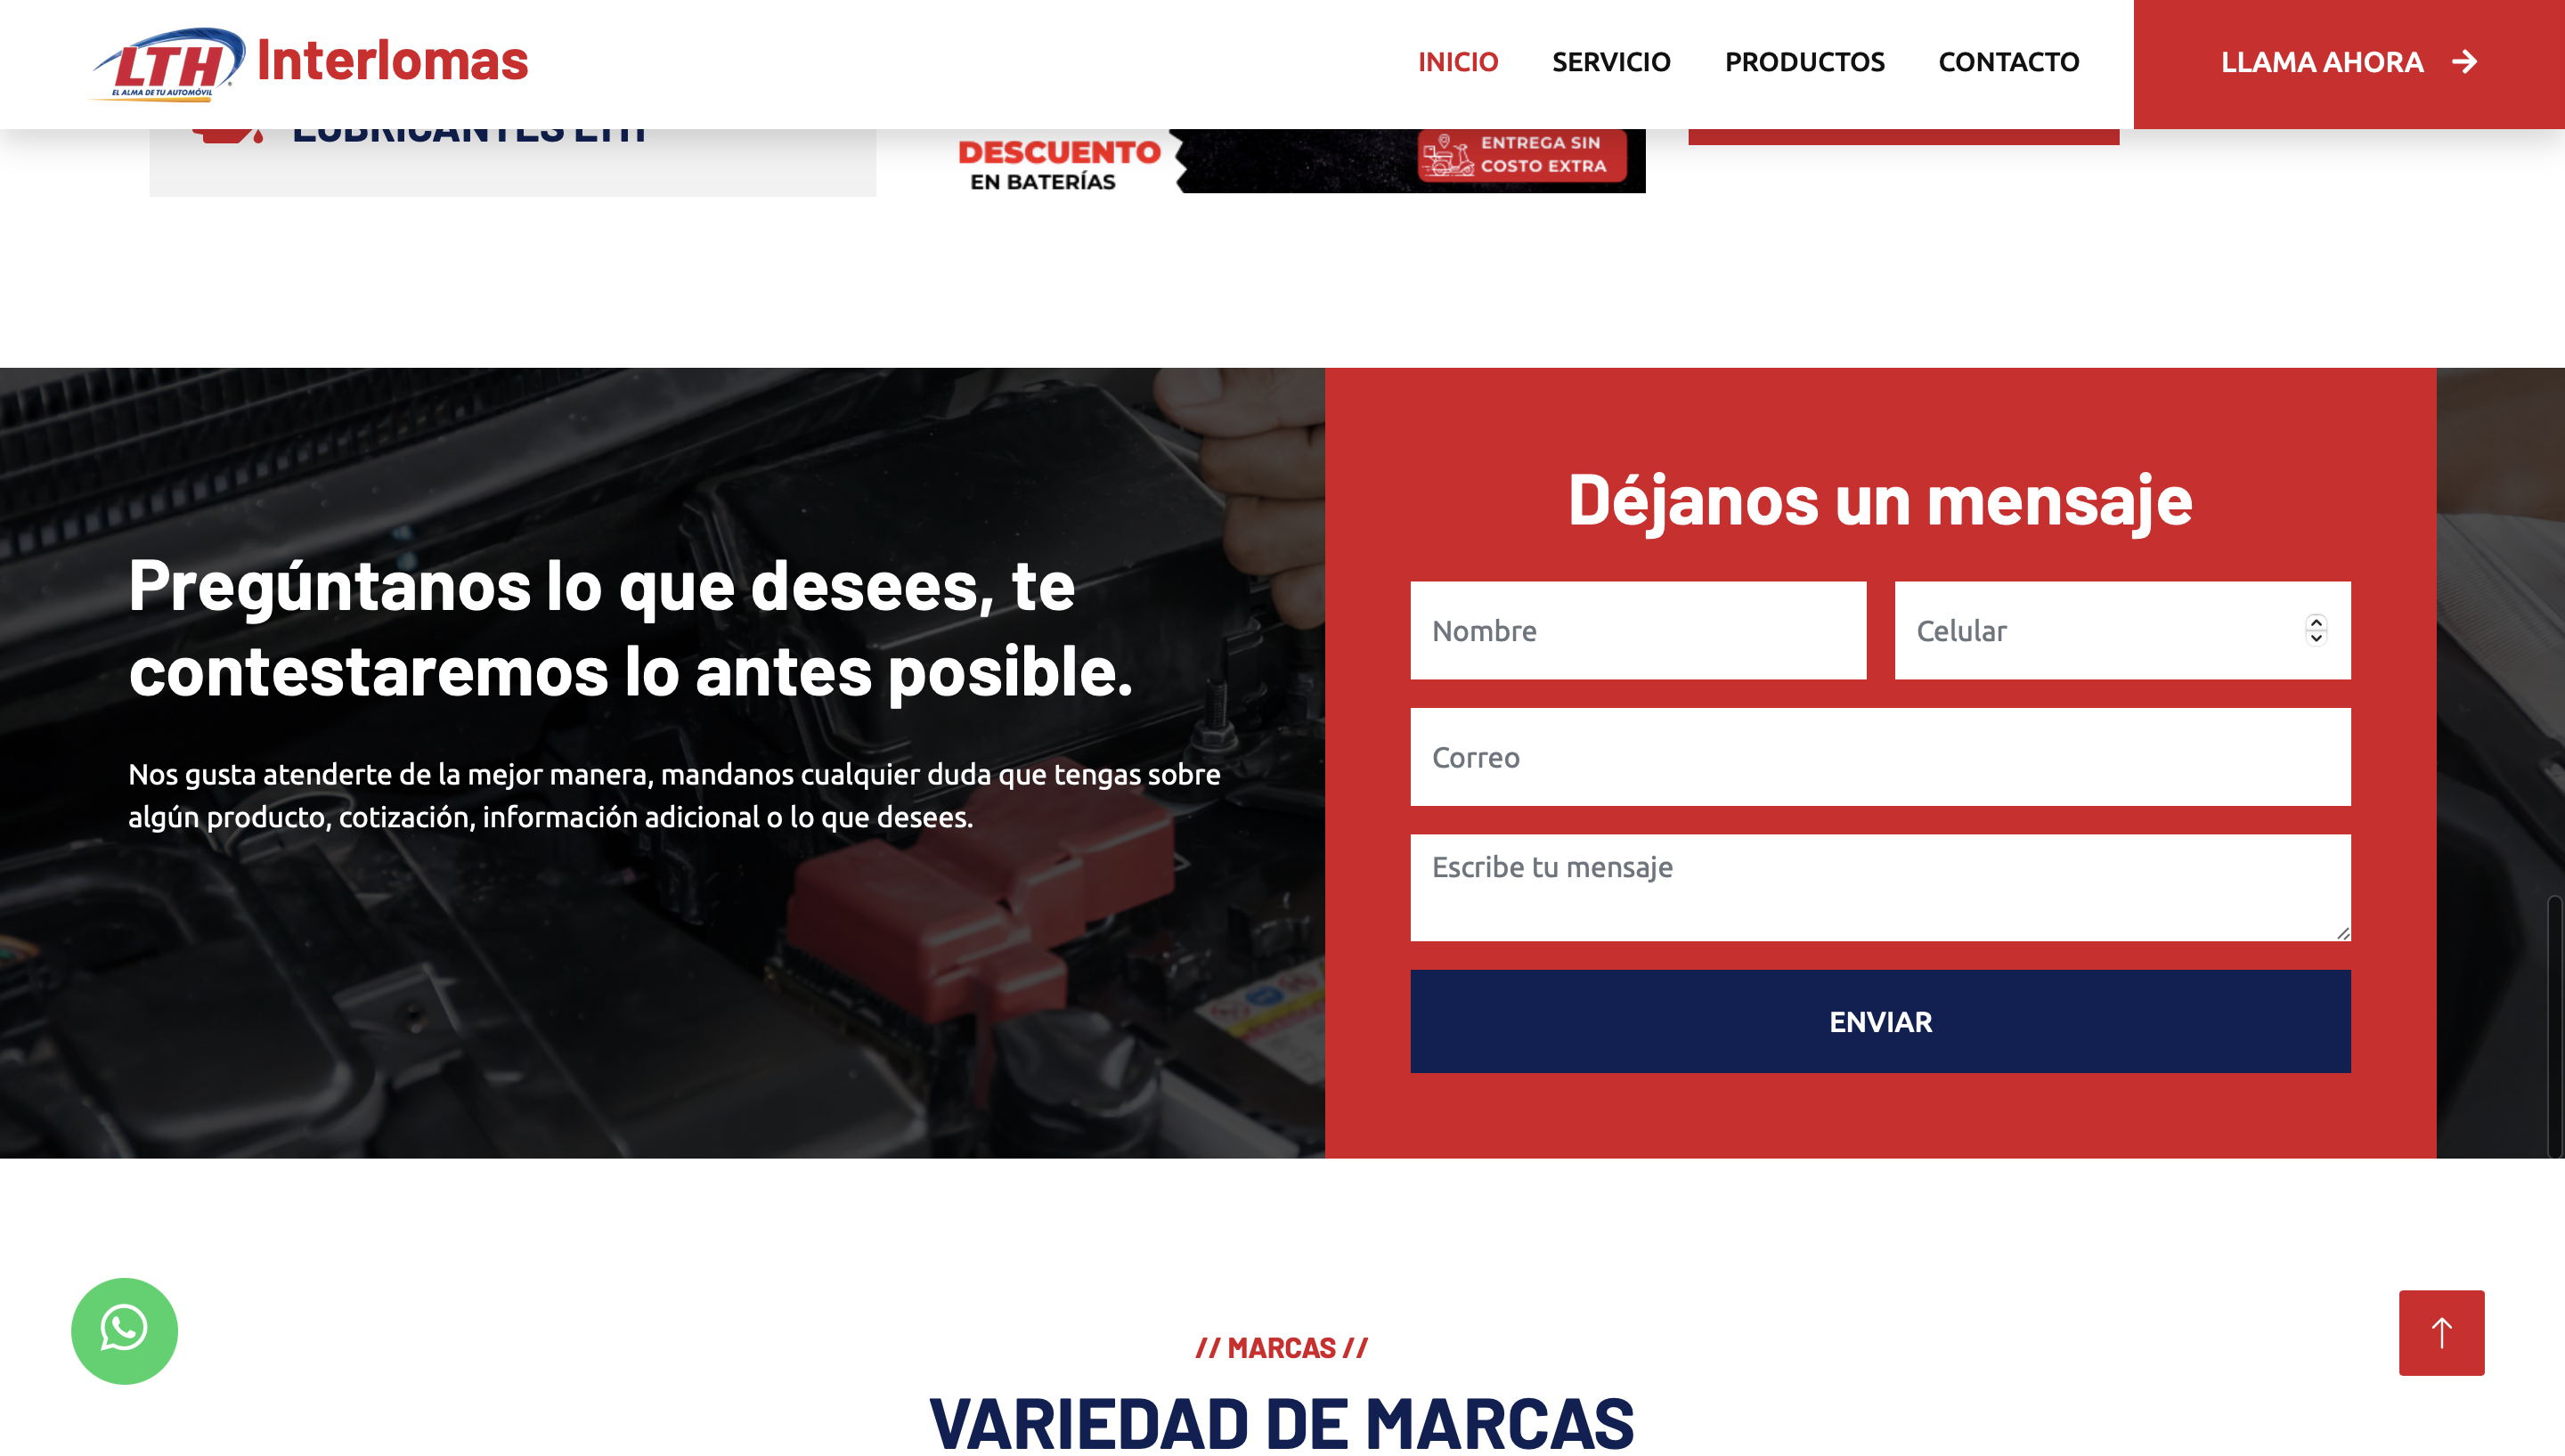 LTH
EL ALMA DE TU AUTOMÓVIL
Interlomas
INICIO
SERVICIO
PRODUCTOS
CONTACTO
LLAMA AHORA
LUBRICANTES LTH
DESCUENTO
EN BATERÍAS
ENTREGA SIN
COSTO EXTRA
Pregúntanos lo que desees, te
contestaremos lo antes posible.
Nos gusta atenderte de la mejor manera, mandanos cualquier duda que tengas sobre
algún producto, cotización, información adicional o lo que desees.
Déjanos un mensaje
Nombre
Celular
Correo
Escribe tu mensaje
ENVIAR
// MARCAS //
VARIEDAD DE MARCAS